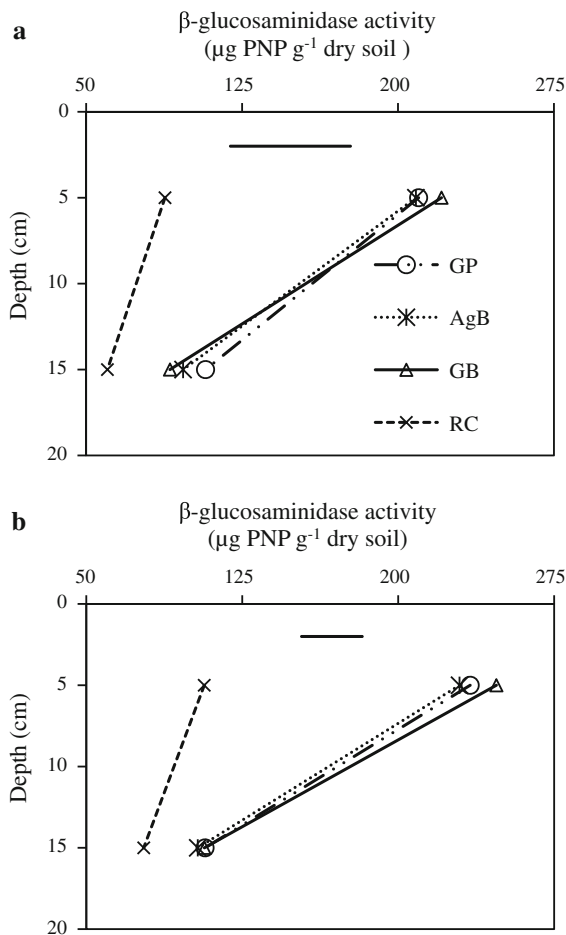 a
β-glucosaminidase activity
(µg PNP g⁻¹ dry soil )
50 125 200 275
0
5
10
15
20
Depth (cm)
GP
AgB
GB
RC
b
β-glucosaminidase activity
(µg PNP g⁻¹ dry soil)
50 125 200 275
0
5
10
15
20
Depth (cm)